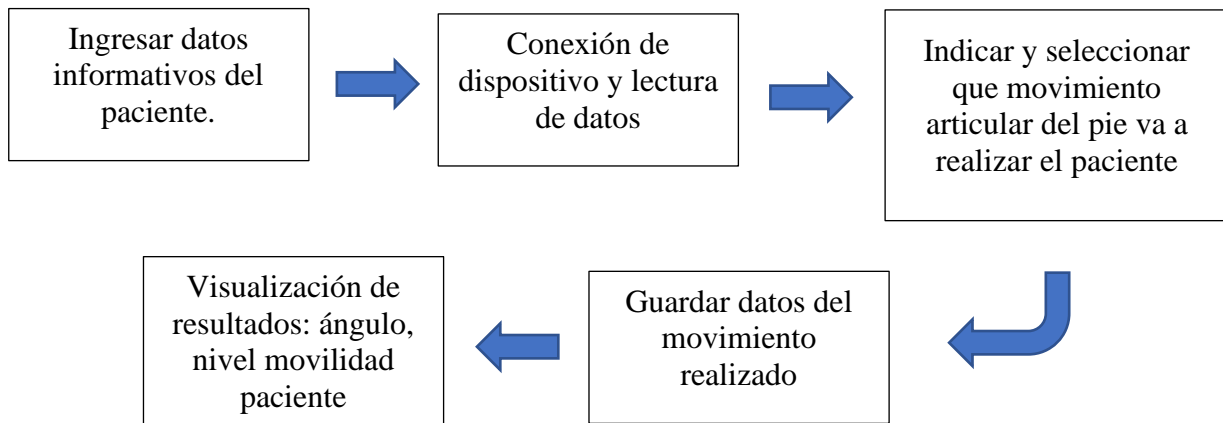 Ingresar datos
informativos del
paciente.
Conexión de
dispositivo y lectura
de datos
Indicar y seleccionar
que movimiento
articular del pie va a
realizar el paciente
Guardar datos del
movimiento
realizado
Visualización de
resultados: ángulo,
nivel movilidad
paciente